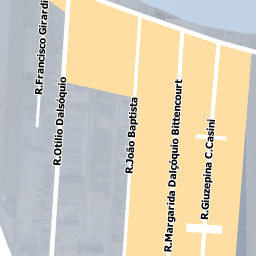 R.Francisco Girardi
R.Otílio Dalsóquio
R.João Baptista
R.Margarida Dalçóquio Bittencourt
R.Giuzepina C.Casini